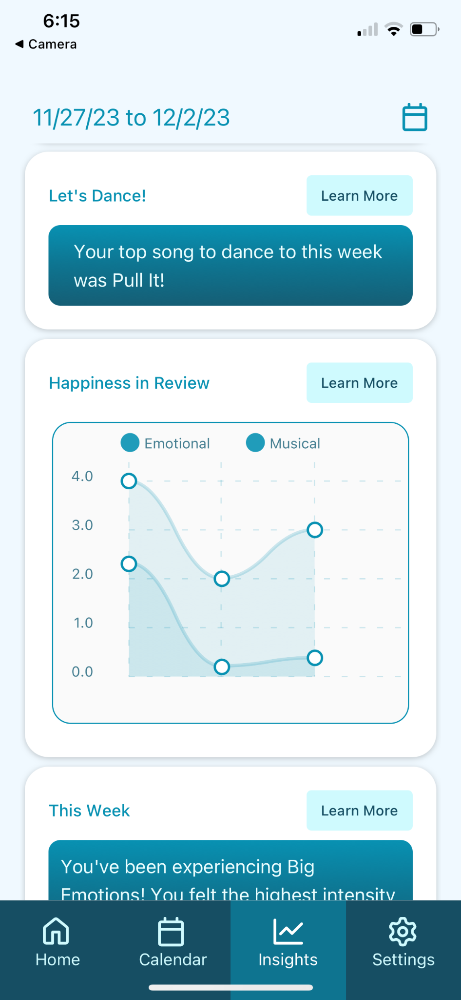 6:15
◀ Camera
11/27/23 to 12/2/23
Let's Dance!
Learn More
Your top song to dance to this week
was Pull It!
Happiness in Review
Learn More
Emotional
Musical
4.0
3.0
2.0
1.0
0.0
This Week
Learn More
You've been experiencing Big
Emotions! You felt the highest intensity
Home
Calendar
Insights
Settings